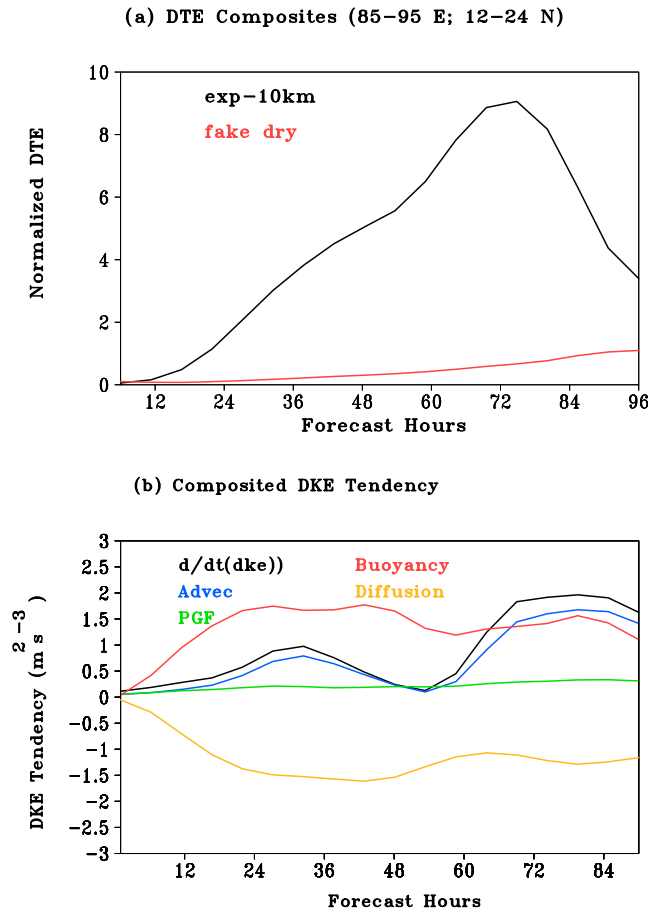 (a) DTE Composites (85−95 E; 12−24 N)
10
8
6
4
2
0
Normalized DTE
exp−10km
fake dry
12 24 36 48 60 72 84 96
Forecast Hours
(b) Composited DKE Tendency
3
2.5
2
1.5
1
0.5
0
−0.5
−1
−1.5
−2
−2.5
−3
DKE Tendency (m s 2−3 )
d/dt(dke)) Buoyancy
Advec Diffusion
PGF
12 24 36 48 60 72 84
Forecast Hours